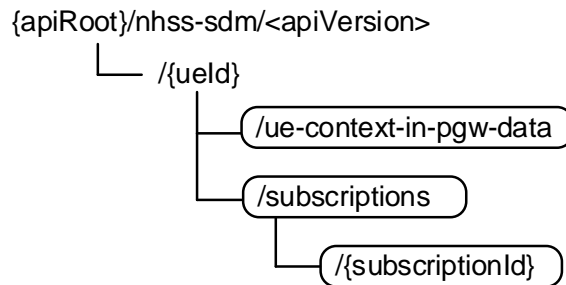 {apiRoot}/nhss-sdm/<apiVersion>
/{ueId}
/ue-context-in-pgw-data
/subscriptions
/{subscriptionId}